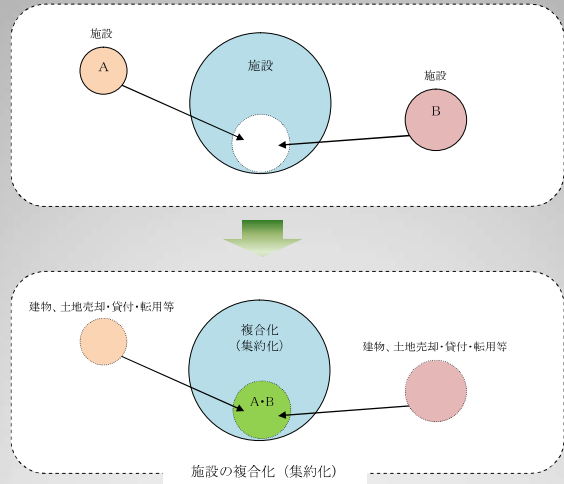 施設
A
施設
施設
B
建物、土地売却・貸付・転用等
複合化
（集約化）
建物、土地売却・貸付・転用等
A・B
施設の複合化（集約化）